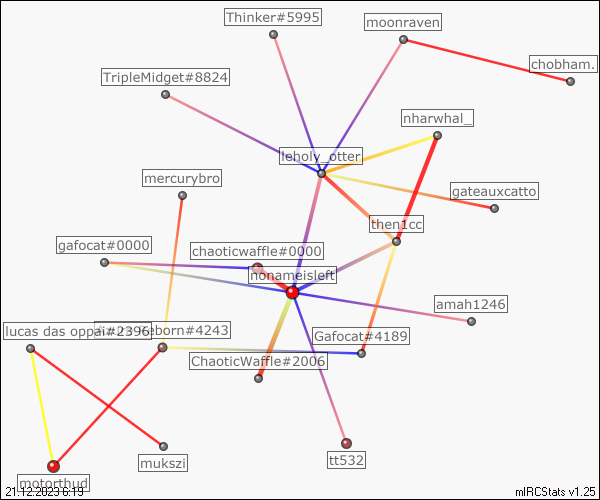 Thinker#5995
moonraven
chobham.
TripleMidget#8824
nharwhal_
leholy_otter
mercurybro
gateauxcatto
then1cc
gafocat#0000
chaoticwaffle#0000
nonameisleft
amah1246
lucas das oppai#2396
eborn#4243
Gafocat#4189
ChaoticWaffle#2006
mukszi
tt532
motorthud
21.12.2023 6:19
mIRCStats v1.25